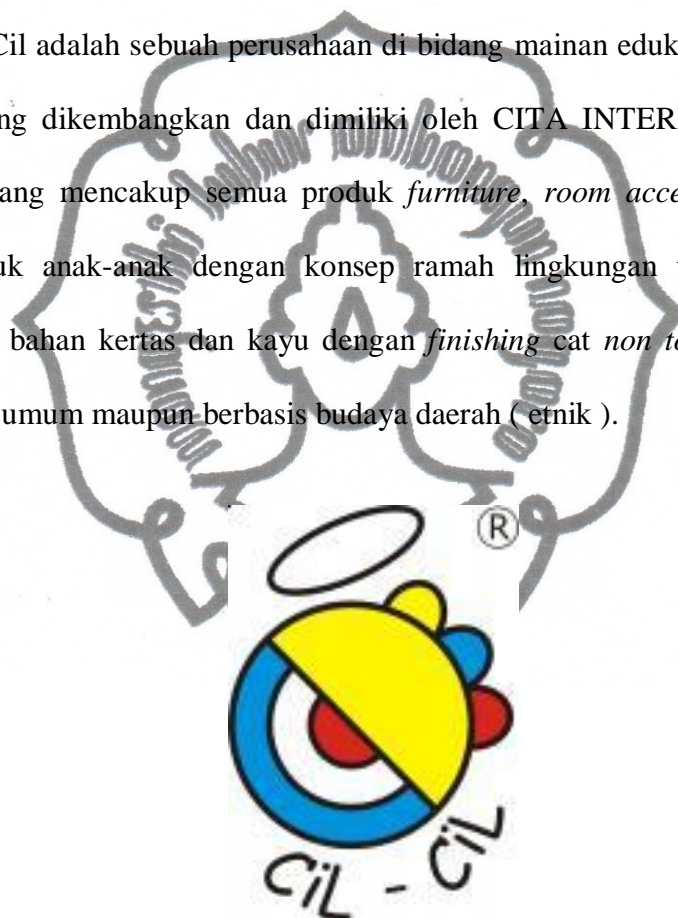 Cil adalah sebuah perusahaan di bidang mainan eduk
ng dikembangkan dan dimiliki oleh CITA INTER
ang mencakup semua produk furniture, room acce
uk anak-anak dengan konsep ramah lingkungan
bahan kertas dan kayu dengan finishing cat non t
umum maupun berbasis budaya daerah ( etnik ).
®
CiL - CiL